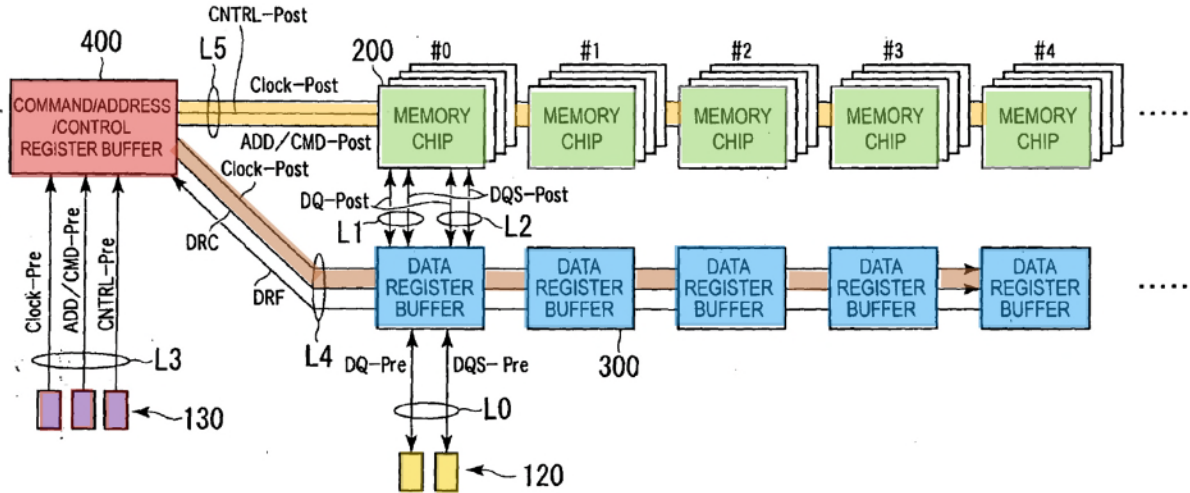 CNTRL-Post
400
L5
200
#0
#1
#2
#3
#4
Clock-Post
COMMAND/ADDRESS
/CONTROL
REGISTER BUFFER
MEMORY
CHIP
MEMORY
CHIP
MEMORY
CHIP
MEMORY
CHIP
MEMORY
CHIP
ADD/CMD-Post
Clock-Post
DQ-Post
DQS-Post
L1
L2
DRC
DRF
L4
Clock-Pre
ADD/CMD-Pre
CNTRL-Pre
L3
DATA
REGISTER
BUFFER
DATA
REGISTER
BUFFER
DATA
REGISTER
BUFFER
DATA
REGISTER
BUFFER
DATA
REGISTER
BUFFER
300
DQ-Pre
DQS-Pre
L0
130
120